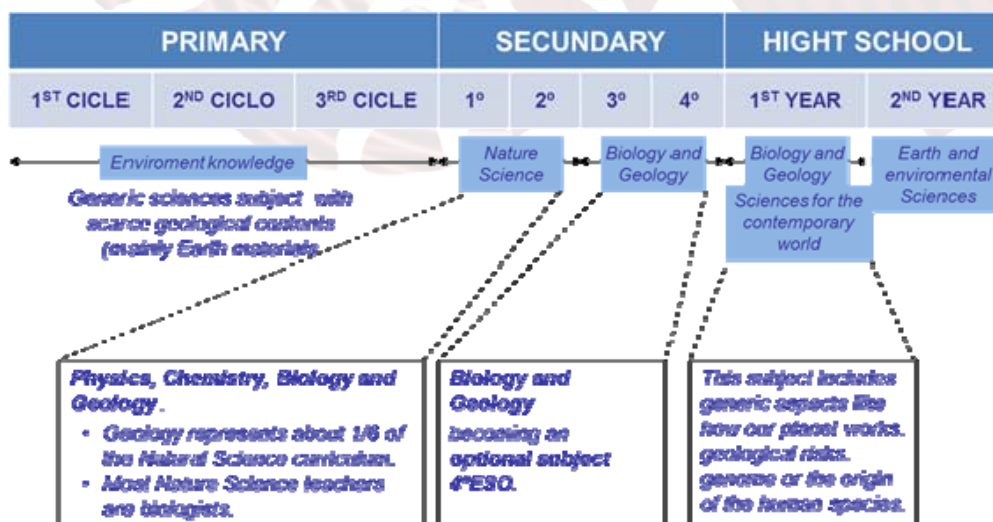 PRIMARY SECUNDARY HIGHT SCHOOL
1ST CICLE 2ND CICLO 3RD CICLE 1º 2º 3º 4º 1ST YEAR 2ND YEAR
Enviroment knowledge
Generic sciences subject with
scarce geological contents
(mainly Earth materials.
Nature
Science
Biology and
Geology
Biology and
Geology
Sciences for the
contemporary
world
Earth and
enviromental
Sciences
Physics, Chemistry, Biology and
Geology.
• Geology represents about 1/6 of
the Natural Science curriculum.
• Most Nature Science teachers
are biologists.
Biology and
Geology
becoming an
optional subject
4ºESO.
This subject includes
generic aspects like
how our planet works.
geological risks.
genome or the origin
of the human species.